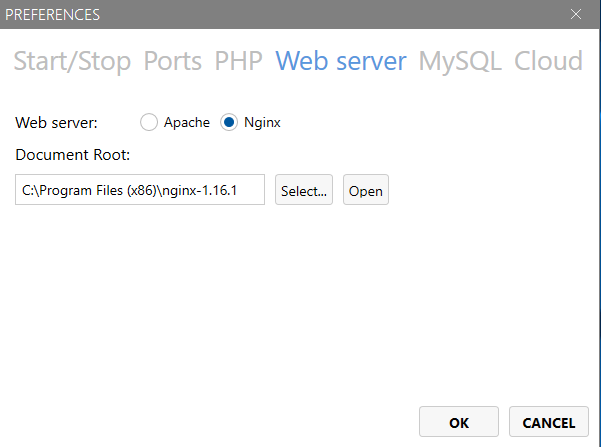 PREFERENCES
Start/Stop Ports PHP Web server MySQL Cloud
Web server: Apache Nginx
Document Root:
C:\Program Files (x86)\nginx-1.16.1 Select... Open
OK CANCEL